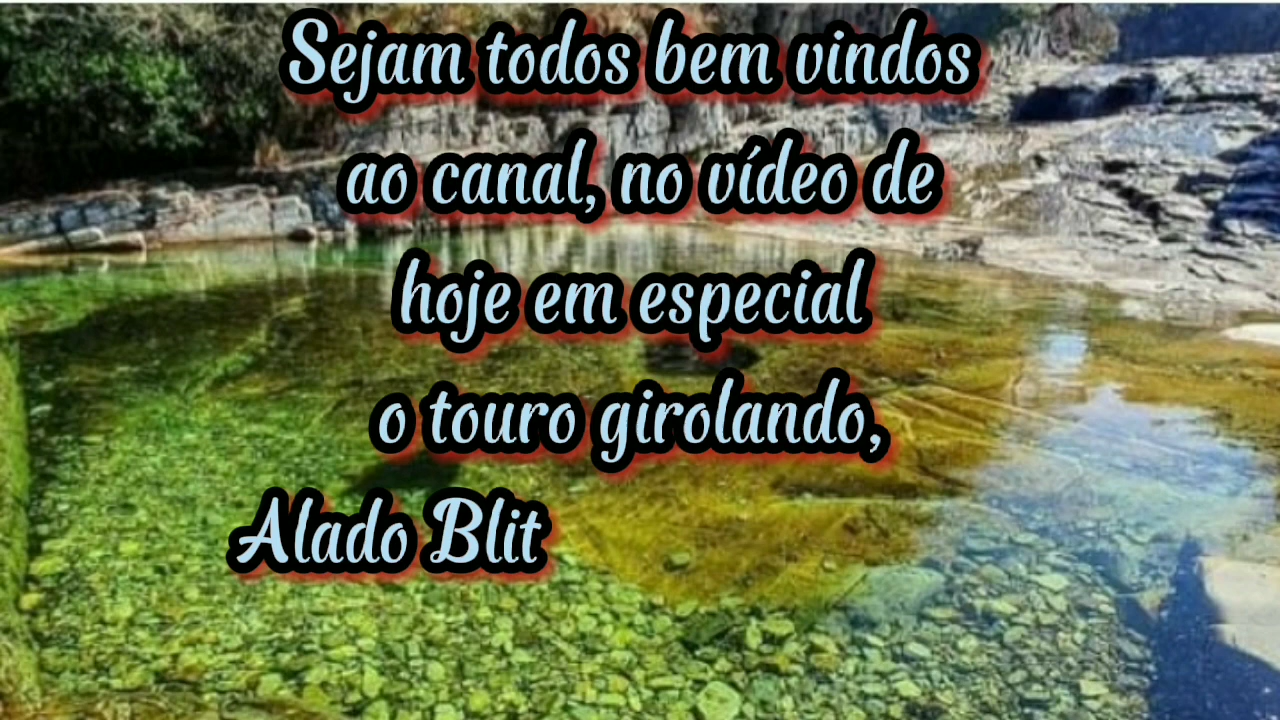 Sejam todos bem vindos
ao canal, no vídeo de
hoje em especial
o touro girolando,
Alado Blit